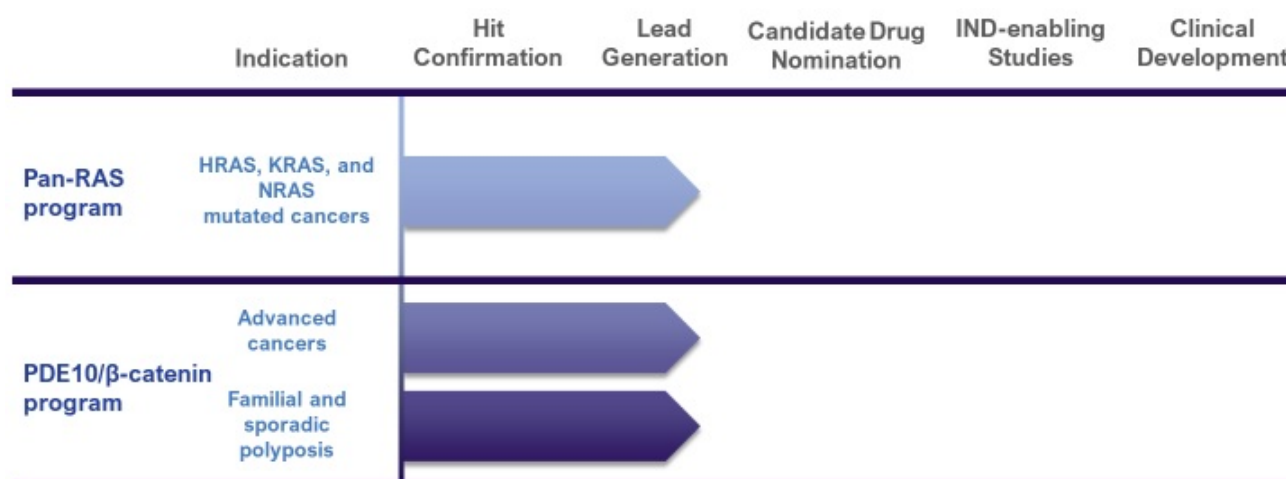 Indication
Hit
Confirmation
Lead
Generation
Candidate Drug
Nomination
IND-enabling
Studies
Clinical
Development
Pan-RAS
program
HRAS, KRAS, and
NRAS
mutated cancers
PDE10/β-catenin
program
Advanced
cancers
Familial and
sporadic
polyposis